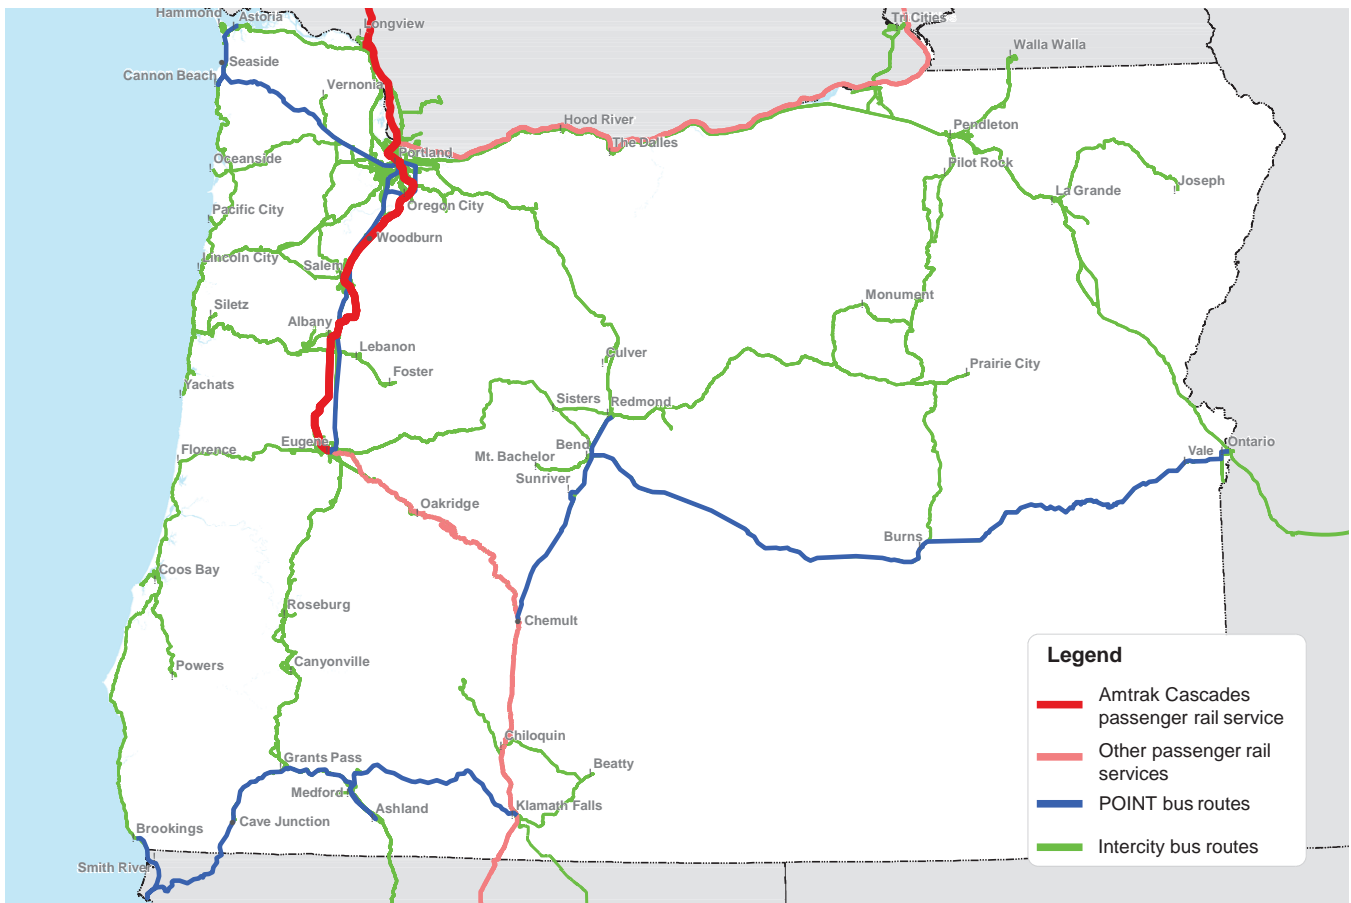 Hammond
Astoria
Longview
Tri Cities
Walla Walla
Seaside
Cannon Beach
Vernonia
Hood River
Pendleton
The Dalles
Portland
Oceanside
Pilot Rock
Joseph
La Grande
Oregon City
Pacific City
Woodburn
Lincoln City
Salem
Monument
Siletz
Albany
Lebanon
Culver
Prairie City
Foster
Yachats
Sisters
Redmond
Eugene
Bend
Ontario
Florence
Vale
Mt. Bachelor
Sunriver
Oakridge
Burns
Coos Bay
Roseburg
Chemult
Canyonville
Powers
Chiloquin
Grants Pass
Beatty
Medford
Ashland
Klamath Falls
Cave Junction
Brookings
Smith River
Legend
Amtrak Cascades
passenger rail service
Other passenger rail
services
POINT bus routes
Intercity bus routes